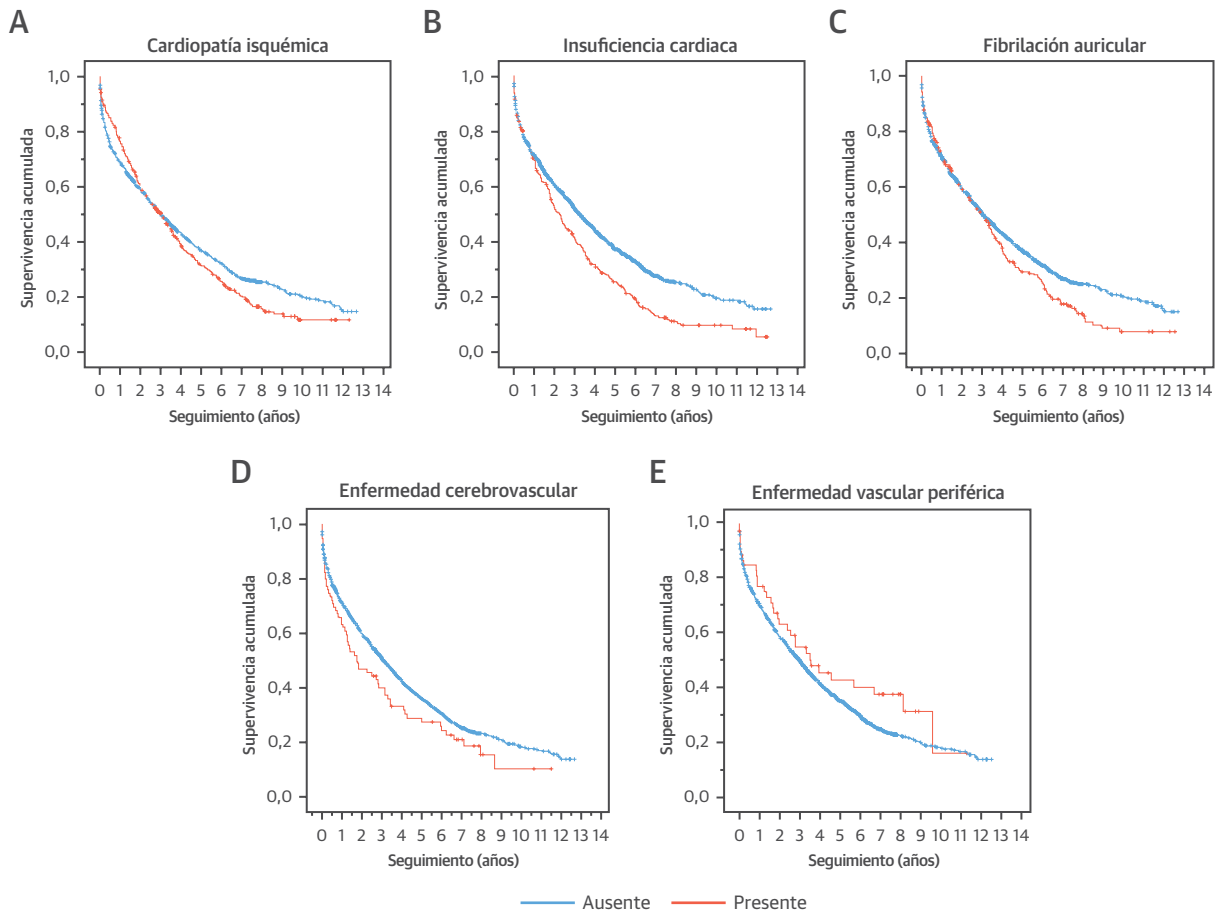 A
Cardiopatía isquémica
Supervivencia acumulada
1,0
0,8
0,6
0,4
0,2
0,0
0 1 2 3 4 5 6 7 8 9 10 11 12 13 14
Seguimiento (años)
B
Insuficiencia cardiaca
Supervivencia acumulada
1,0
0,8
0,6
0,4
0,2
0,0
0 1 2 3 4 5 6 7 8 9 10 11 12 13 14
Seguimiento (años)
C
Fibrilación auricular
Supervivencia acumulada
1,0
0,8
0,6
0,4
0,2
0,0
0 1 2 3 4 5 6 7 8 9 10 11 12 13 14
Seguimiento (años)
D
Enfermedad cerebrovascular
Supervivencia acumulada
1,0
0,8
0,6
0,4
0,2
0,0
0 1 2 3 4 5 6 7 8 9 10 11 12 13 14
Seguimiento (años)
E
Enfermedad vascular periférica
Supervivencia acumulada
1,0
0,8
0,6
0,4
0,2
0,0
0 1 2 3 4 5 6 7 8 9 10 11 12 13 14
Seguimiento (años)
Ausente Presente